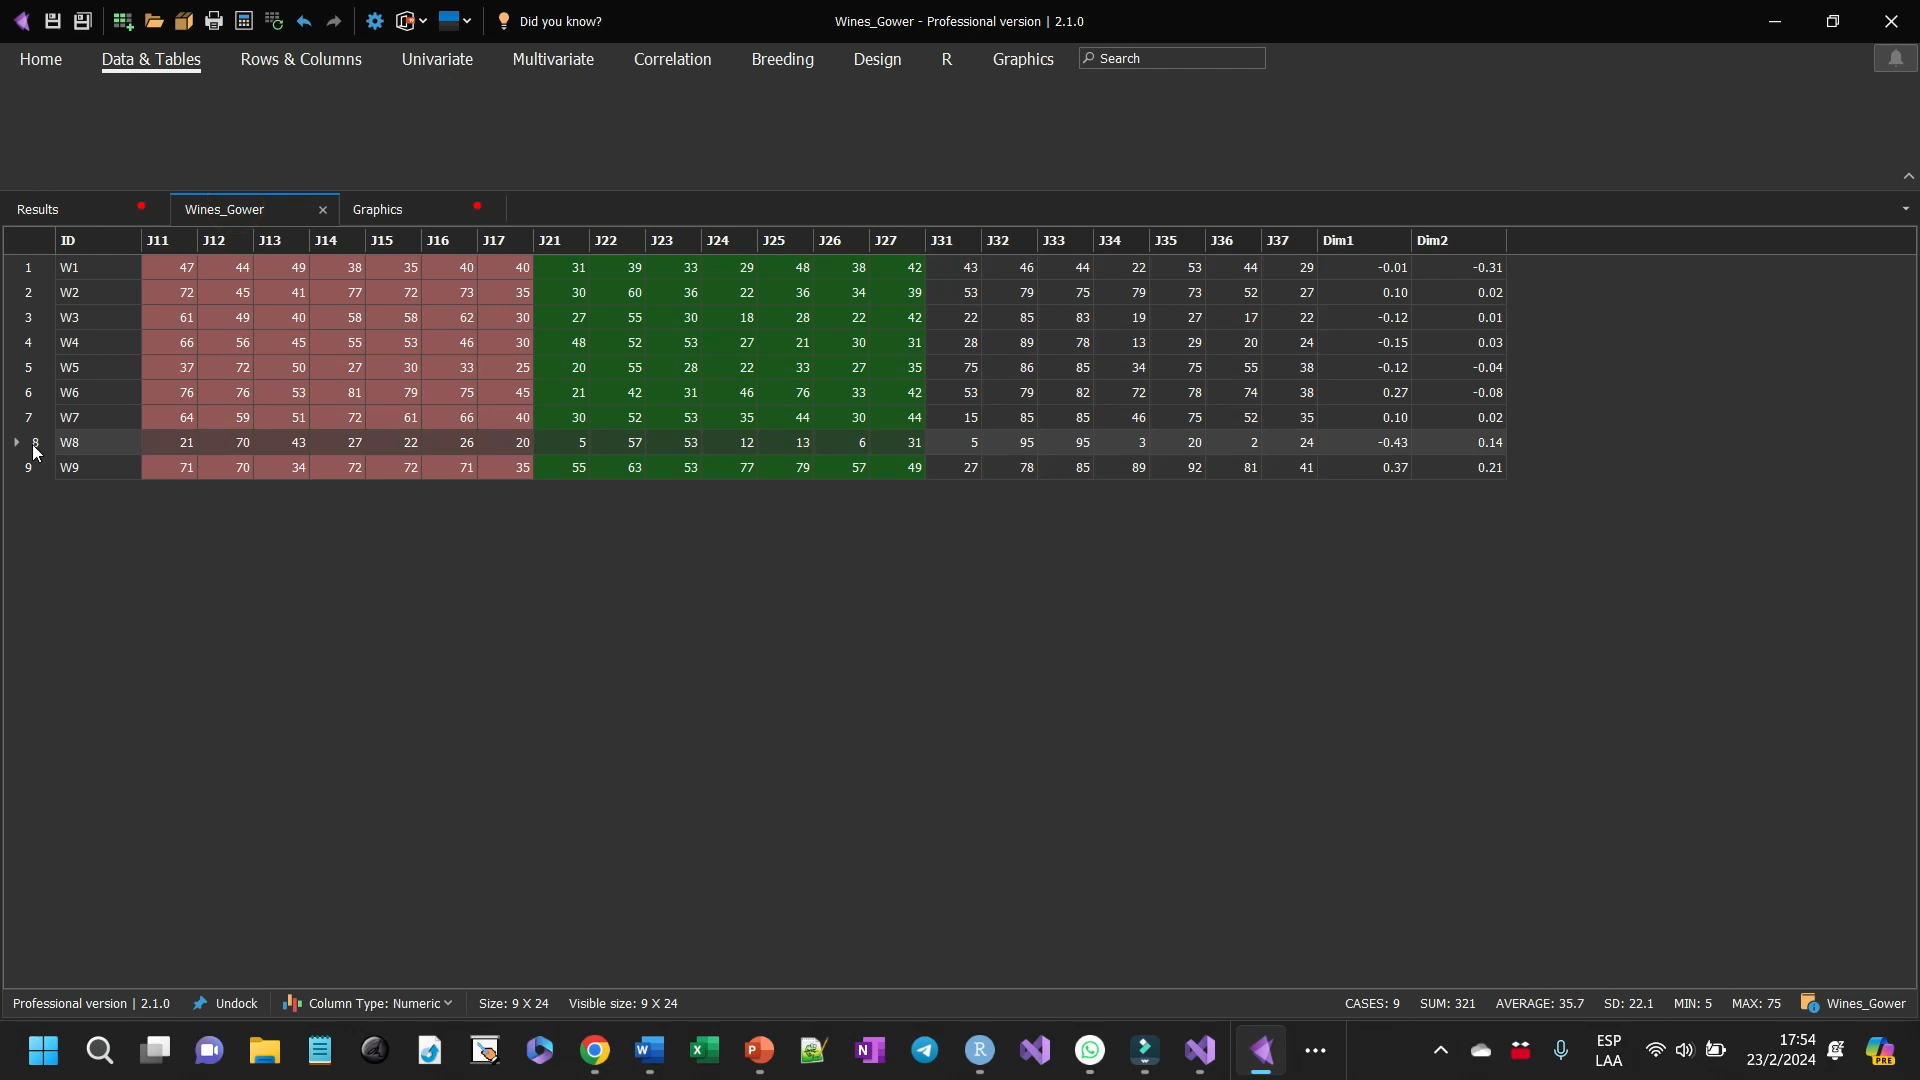 Did you know?
Wines_Gower - Professional version | 2.1.0
Home Data & Tables Rows & Columns Univariate Multivariate Correlation Breeding Design R Graphics Search
Results Wines_Gower Graphics
ID J11 J12 J13 J14 J15 J16 J17 J21 J22 J23 J24 J25 J26 J27 J31 J32 J33 J34 J35 J36 J37 Dim1 Dim2
1 W1 47 44 49 38 35 40 40 31 39 33 29 48 38 42 43 46 44 22 53 44 29 -0.01 -0.31
2 W2 72 45 41 77 72 73 35 30 60 36 22 36 34 39 53 79 75 79 73 52 27 0.10 0.02
3 W3 61 49 40 58 58 62 30 27 55 30 18 28 22 42 22 85 83 19 27 17 22 -0.12 0.01
4 W4 66 56 45 55 53 46 30 48 52 53 27 21 30 31 28 89 78 13 29 20 24 -0.15 0.03
5 W5 37 72 50 27 30 33 25 20 55 28 22 33 27 35 75 86 85 34 75 55 38 -0.12 -0.04
6 W6 76 76 53 81 79 75 45 21 42 31 46 76 33 42 53 79 82 72 78 74 38 0.27 -0.08
7 W7 64 59 51 72 61 66 40 30 52 53 35 44 30 44 15 85 85 46 75 52 35 0.10 0.02
8 W8 21 70 43 27 22 26 20 5 57 53 12 13 6 31 5 95 95 3 20 2 24 -0.43 0.14
9 W9 71 70 34 72 72 71 35 55 63 53 77 79 57 49 27 78 85 89 92 81 41 0.37 0.21
Professional version | 2.1.0 Undock Column Type: Numeric Size: 9 X 24 Visible size: 9 X 24 CASES: 9 SUM: 321 AVERAGE: 35.7 SD: 22.1 MIN: 5 MAX: 75 Wines_Gower
ESP
LAA
17:54
23/2/2024
PRE